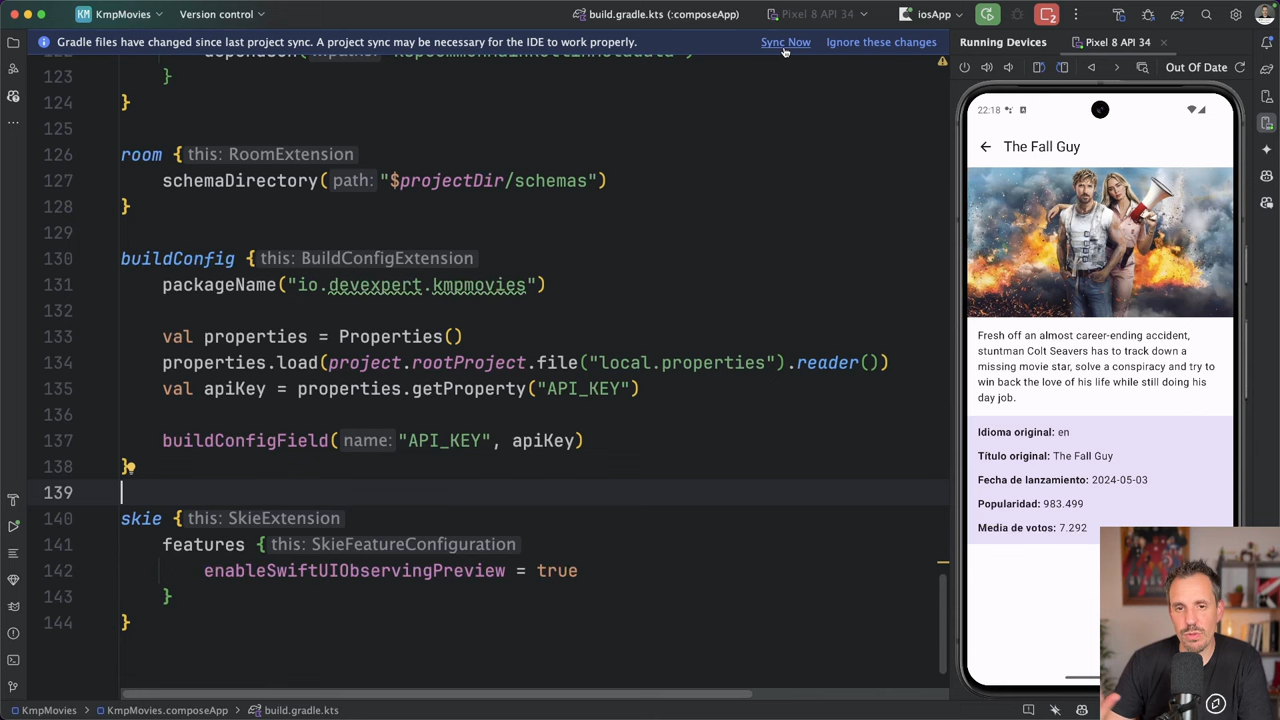 KmpMovies
Version control
build.gradle.kts (:composeApp)
Pixel 8 API 34
iosApp
2
Gradle files have changed since last project sync. A project sync may be necessary for the IDE to work properly.
Sync Now
Ignore these changes
Running Devices
Pixel 8 API 34
Out Of Date
123 }
124 }
125
126 room { this: RoomExtension
127 schemaDirectory( path: "$projectDir/schemas")
128 }
129
130 buildConfig { this: BuildConfigExtension
131 packageName("io.devexpert.kmpmovies")
132
133 val properties = Properties()
134 properties.load(project.rootProject.file("local.properties").reader())
135 val apiKey = properties.getProperty("API_KEY")
136
137 buildConfigField( name: "API_KEY", apiKey)
138 }
139
140 skie { this: SkieExtension
141 features { this: SkieFeatureConfiguration
142 enableSwiftUIObservingPreview = true
143 }
144 }
22:18
The Fall Guy
Fresh off an almost career-ending accident,
stuntman Colt Seavers has to track down a
missing movie star, solve a conspiracy and try to
win back the love of his life while still doing his
day job.
Idioma original: en
Título original: The Fall Guy
Fecha de lanzamiento: 2024-05-03
Popularidad: 983.499
Media de votos: 7.292
KmpMovies
KmpMovies.composeApp
build.gradle.kts